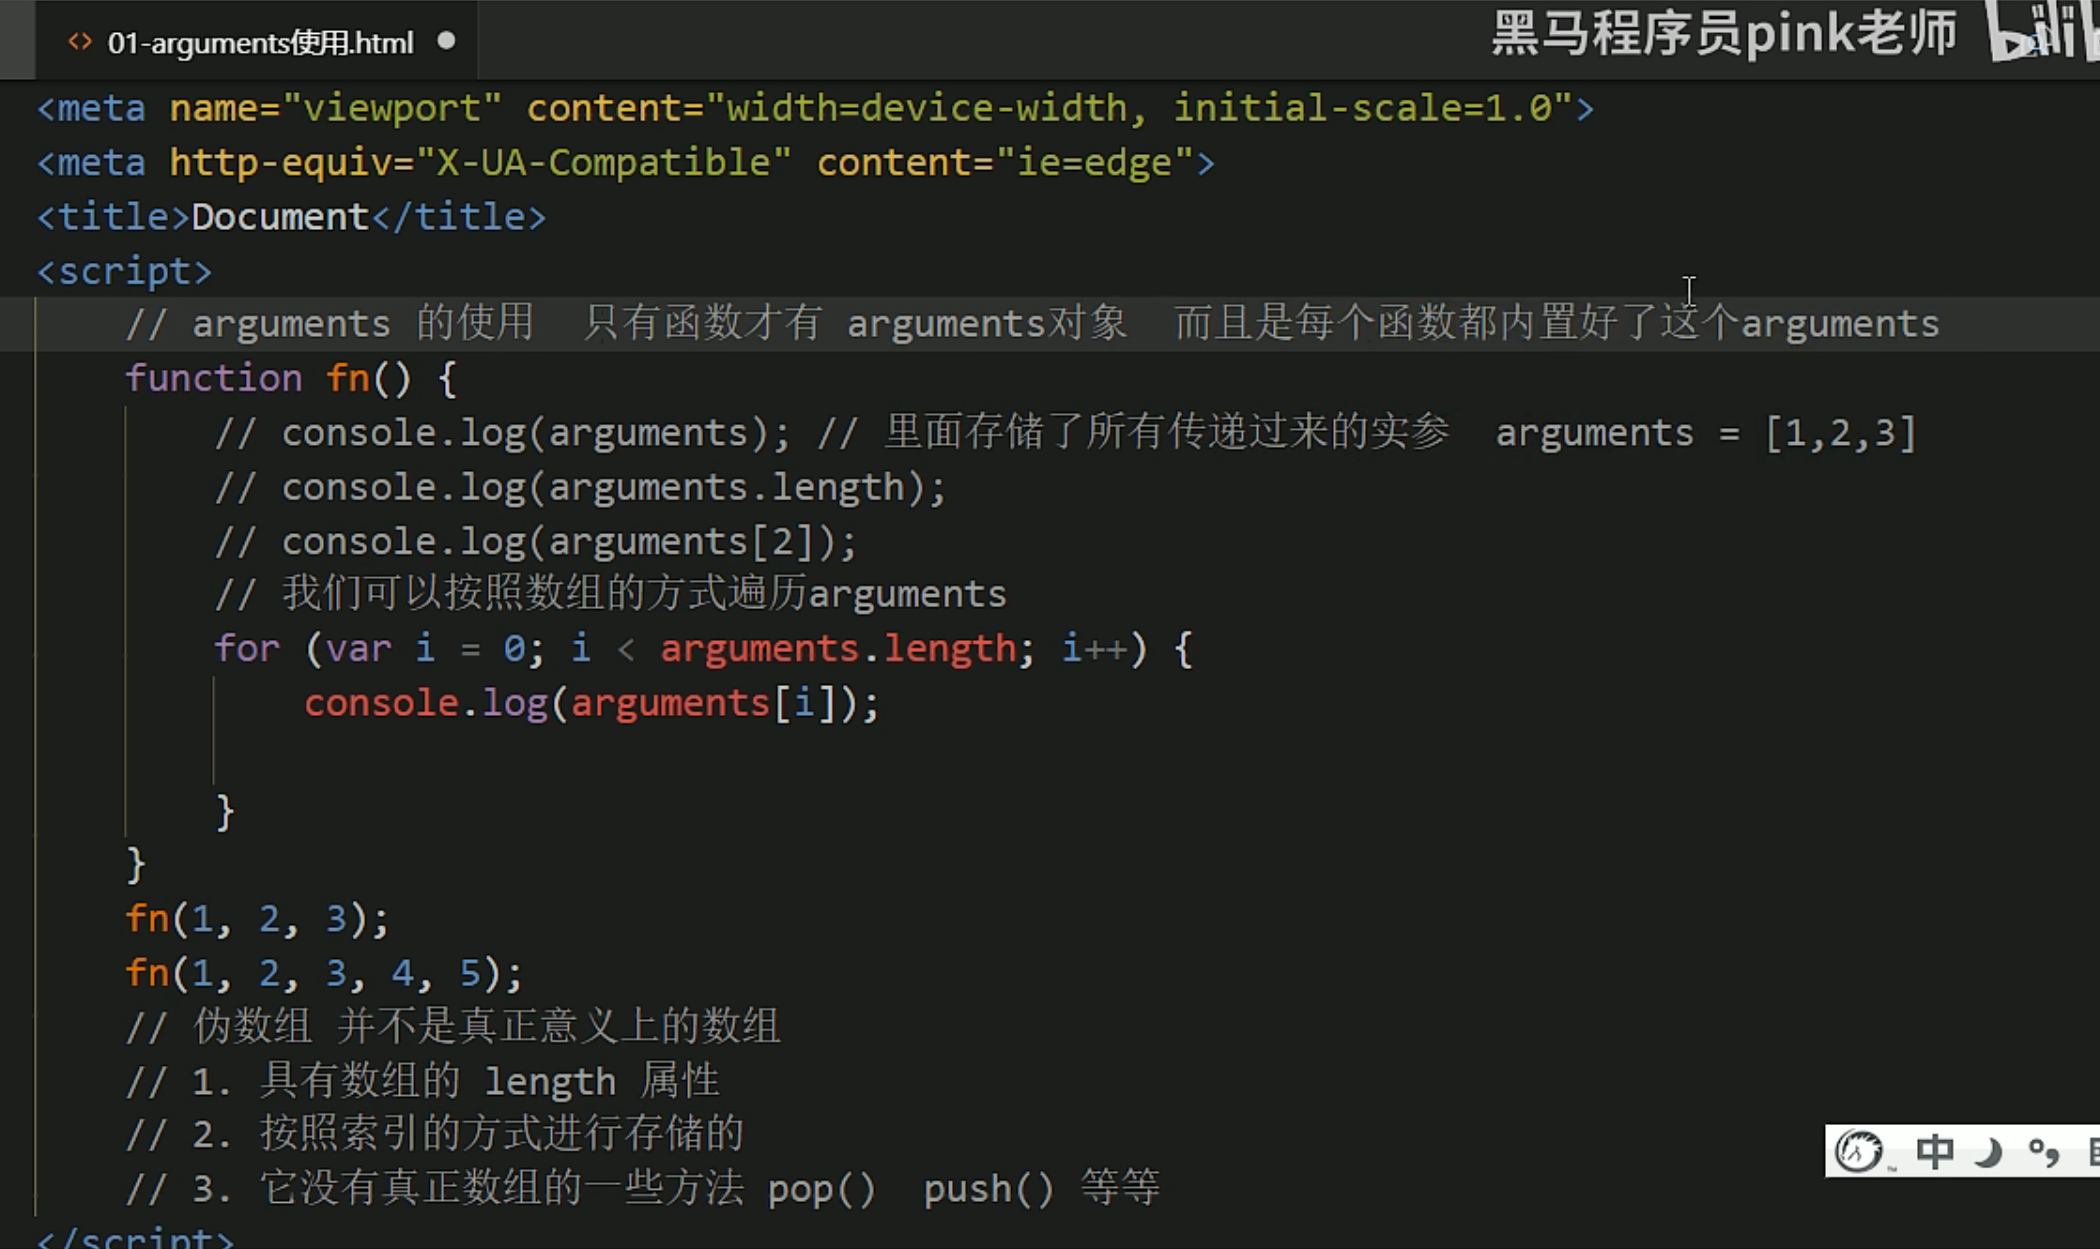 01-arguments使用.html
黑马程序员pink老师
<meta name="viewport" content="width=device-width, initial-scale=1.0">
<meta http-equiv="X-UA-Compatible" content="ie=edge">
<title>Document</title>
<script>
// arguments 的使用  只有函数才有 arguments对象  而且是每个函数都内置好了这个arguments
function fn() {
// console.log(arguments); // 里面存储了所有传递过来的实参  arguments = [1,2,3]
// console.log(arguments.length);
// console.log(arguments[2]);
// 我们可以按照数组的方式遍历arguments
for (var i = 0; i < arguments.length; i++) {
console.log(arguments[i]);
}
}
fn(1, 2, 3);
fn(1, 2, 3, 4, 5);
// 伪数组 并不是真正意义上的数组
// 1. 具有数组的 length 属性
// 2. 按照索引的方式进行存储的
// 3. 它没有真正数组的一些方法 pop()  push() 等等
</script>
中